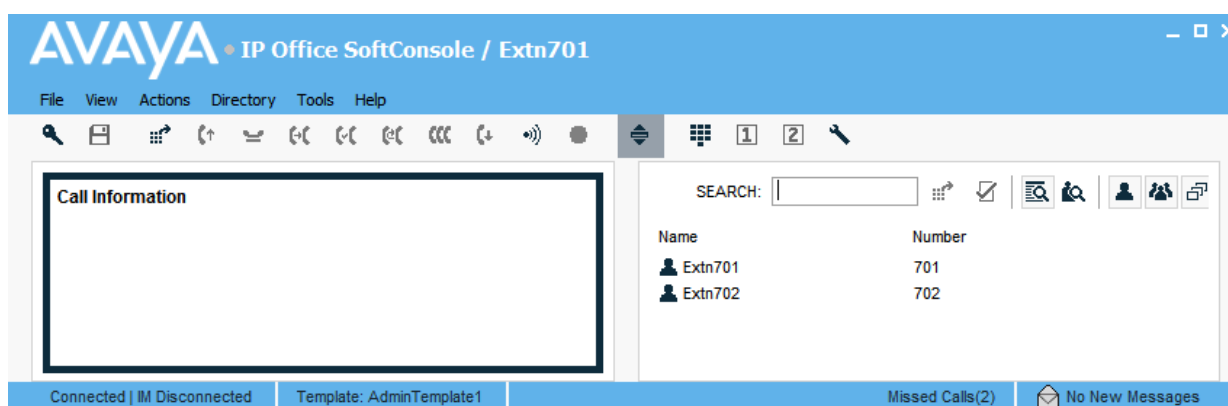 AVAYA IP Office SoftConsole / Extn701
File View Actions Directory Tools Help
1 2
Call Information
SEARCH:
Name Number
Extn701 701
Extn702 702
Connected | IM Disconnected Template: AdminTemplate1 Missed Calls(2) No New Messages